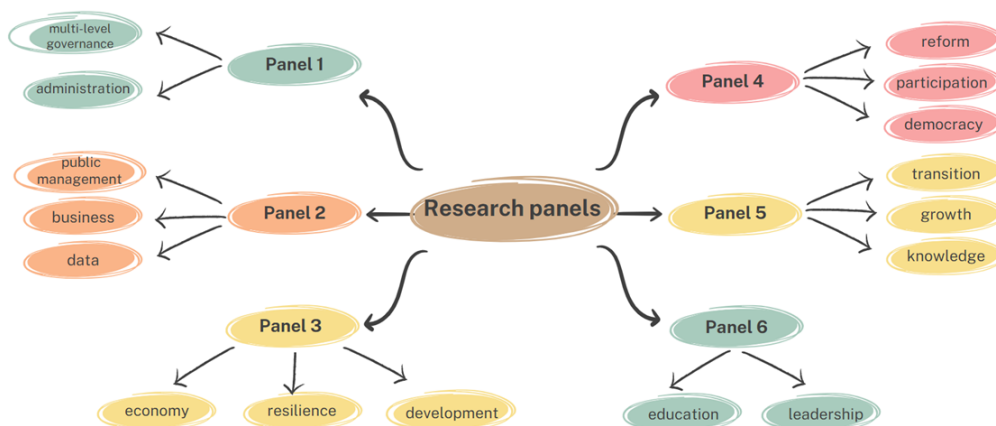 Research panels
Panel 1
multi-level
governance
administration
Panel 2
public
management
business
data
Panel 3
economy
resilience
development
Panel 4
reform
participation
democracy
Panel 5
transition
growth
knowledge
Panel 6
education
leadership